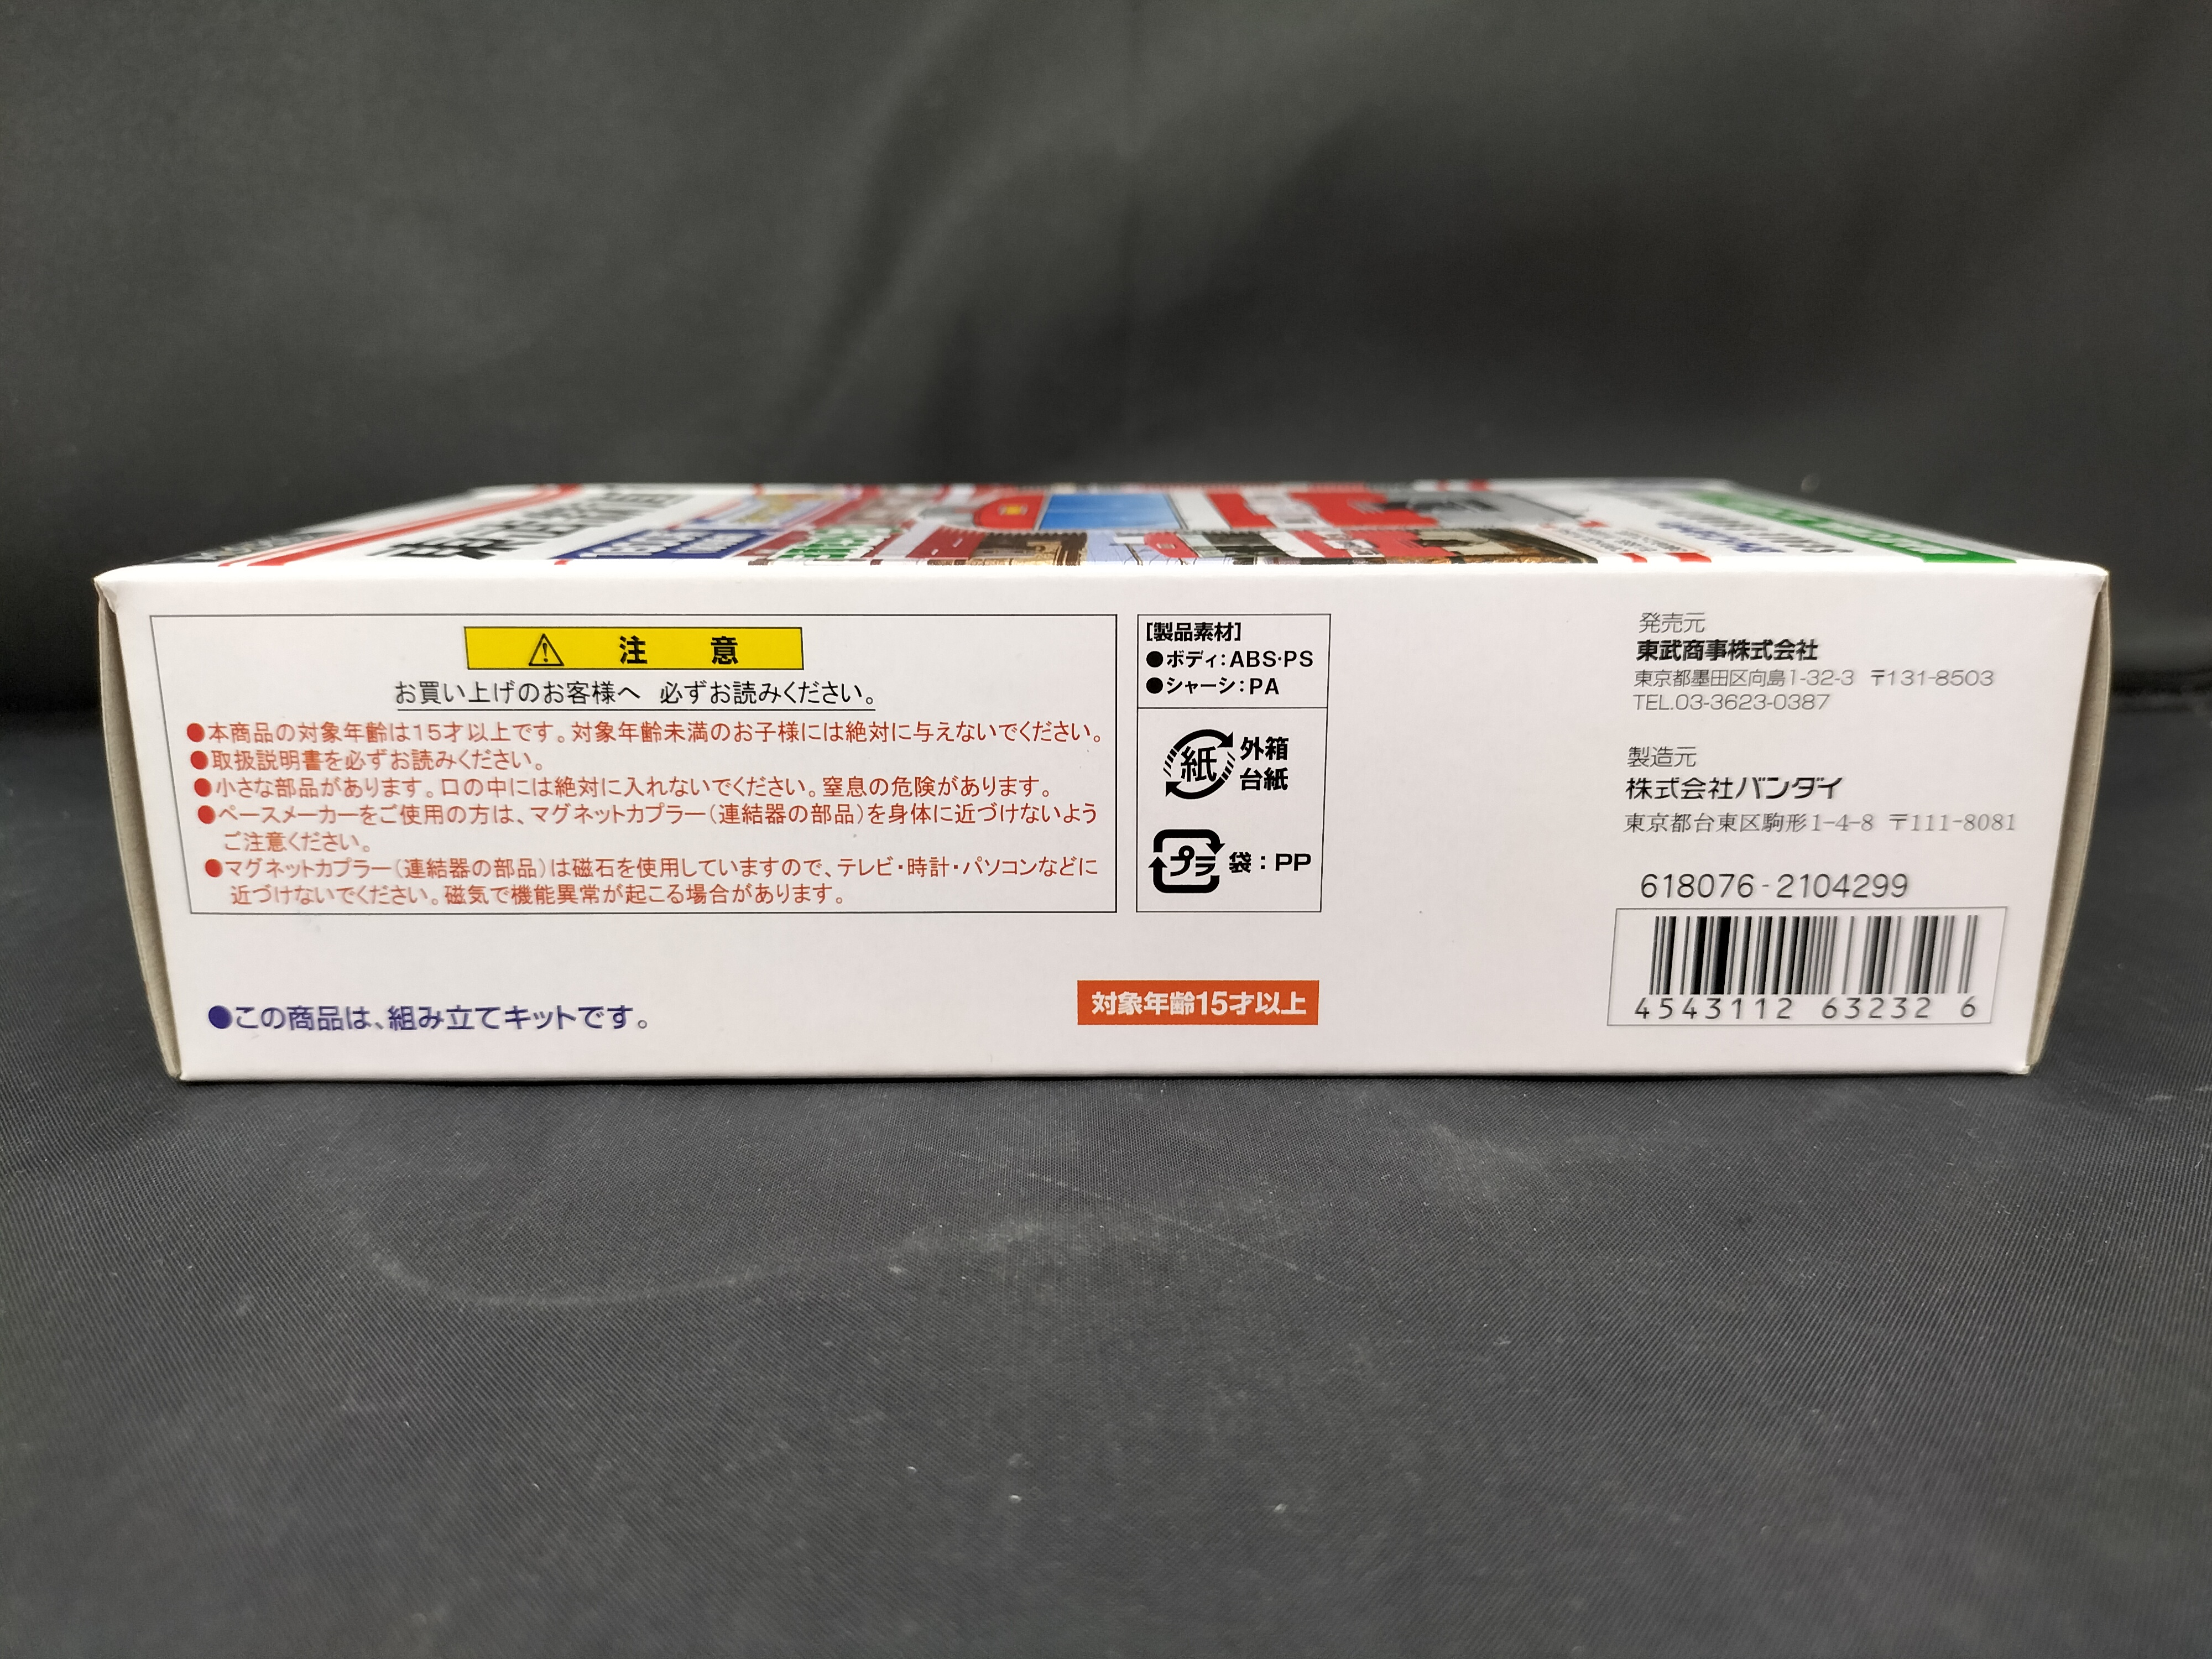 注 意
お買い上げのお客様へ 必ずお読みください。
●本商品の対象年齢は15才以上です。対象年齢未満のお子様には絶対に与えないでください。
●取扱説明書を必ずお読みください。
●小さな部品があります。口の中には絶対に入れないでください。窒息の危険があります。
●ペースメーカーをご使用の方は、マグネットカプラー(連結器の部品)を身体に近づけないよう
ご注意ください。
●マグネットカプラー(連結器の部品)は磁石を使用していますので、テレビ・時計・パソコンなどに
近づけないでください。磁気で機能異常が起こる場合があります。
●この商品は、組み立てキットです。
[製品素材]
●ボディ:ABS・PS
●シャーシ:PA
紙 外箱
台紙
プラ 袋:PP
対象年齢15才以上
発売元
東武商事株式会社
東京都墨田区向島1-32-3 〒131-8503
TEL.03-3623-0387
製造元
株式会社バンダイ
東京都台東区駒形1-4-8 〒111-8081
618076-2104299
4543112 63232 6